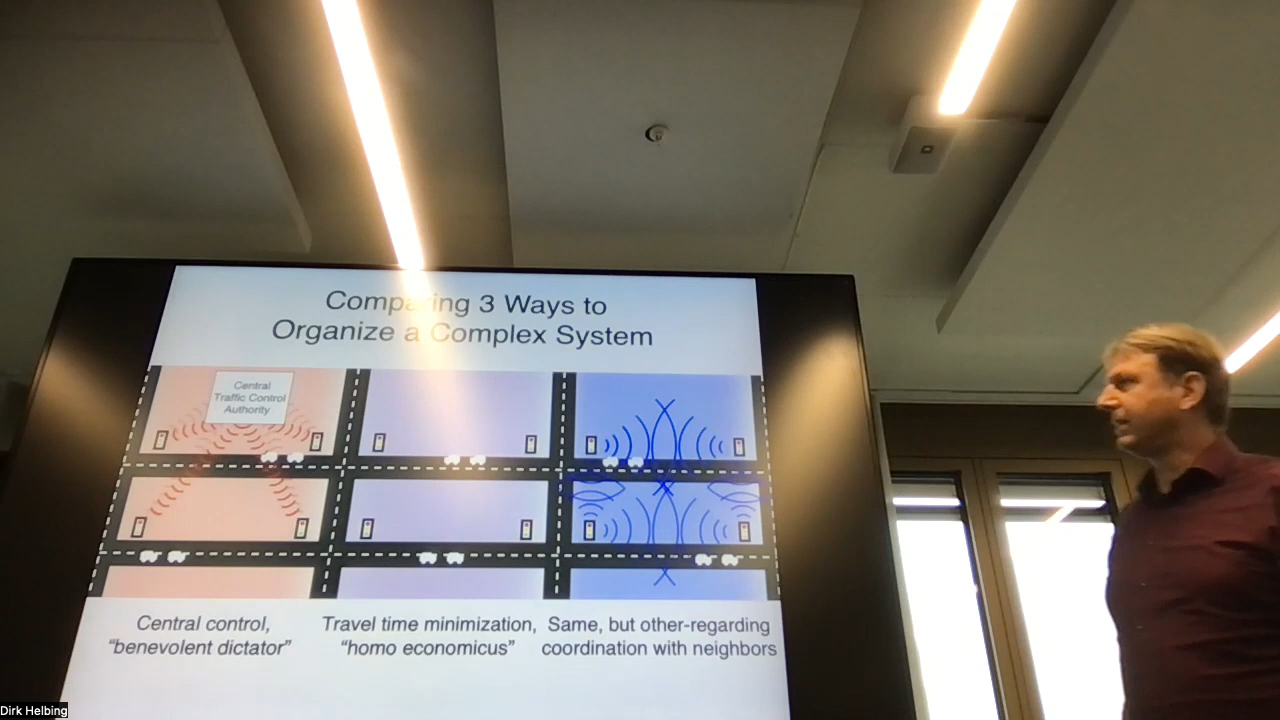 Comparing 3 Ways to
Organize a Complex System
Central
Traffic Control
Authority
Central control,
“benevolent dictator”
Travel time minimization,
“homo economicus”
Same, but other-regarding
coordination with neighbors
Dirk Helbing